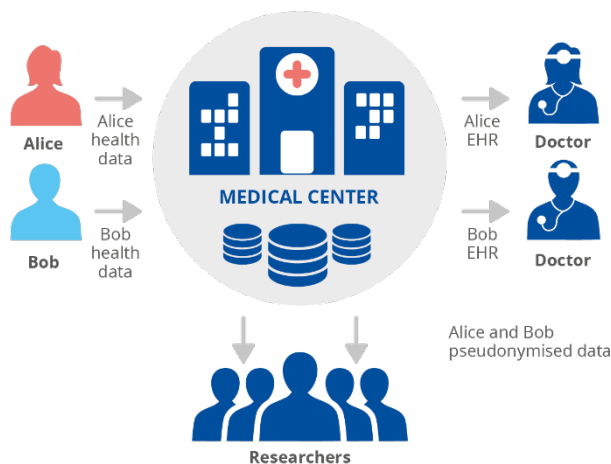 Alice
Alice
health
data
Bob
Bob
health
data
MEDICAL CENTER
Alice
EHR
Doctor
Bob
EHR
Doctor
Alice and Bob
pseudonymised data
Researchers